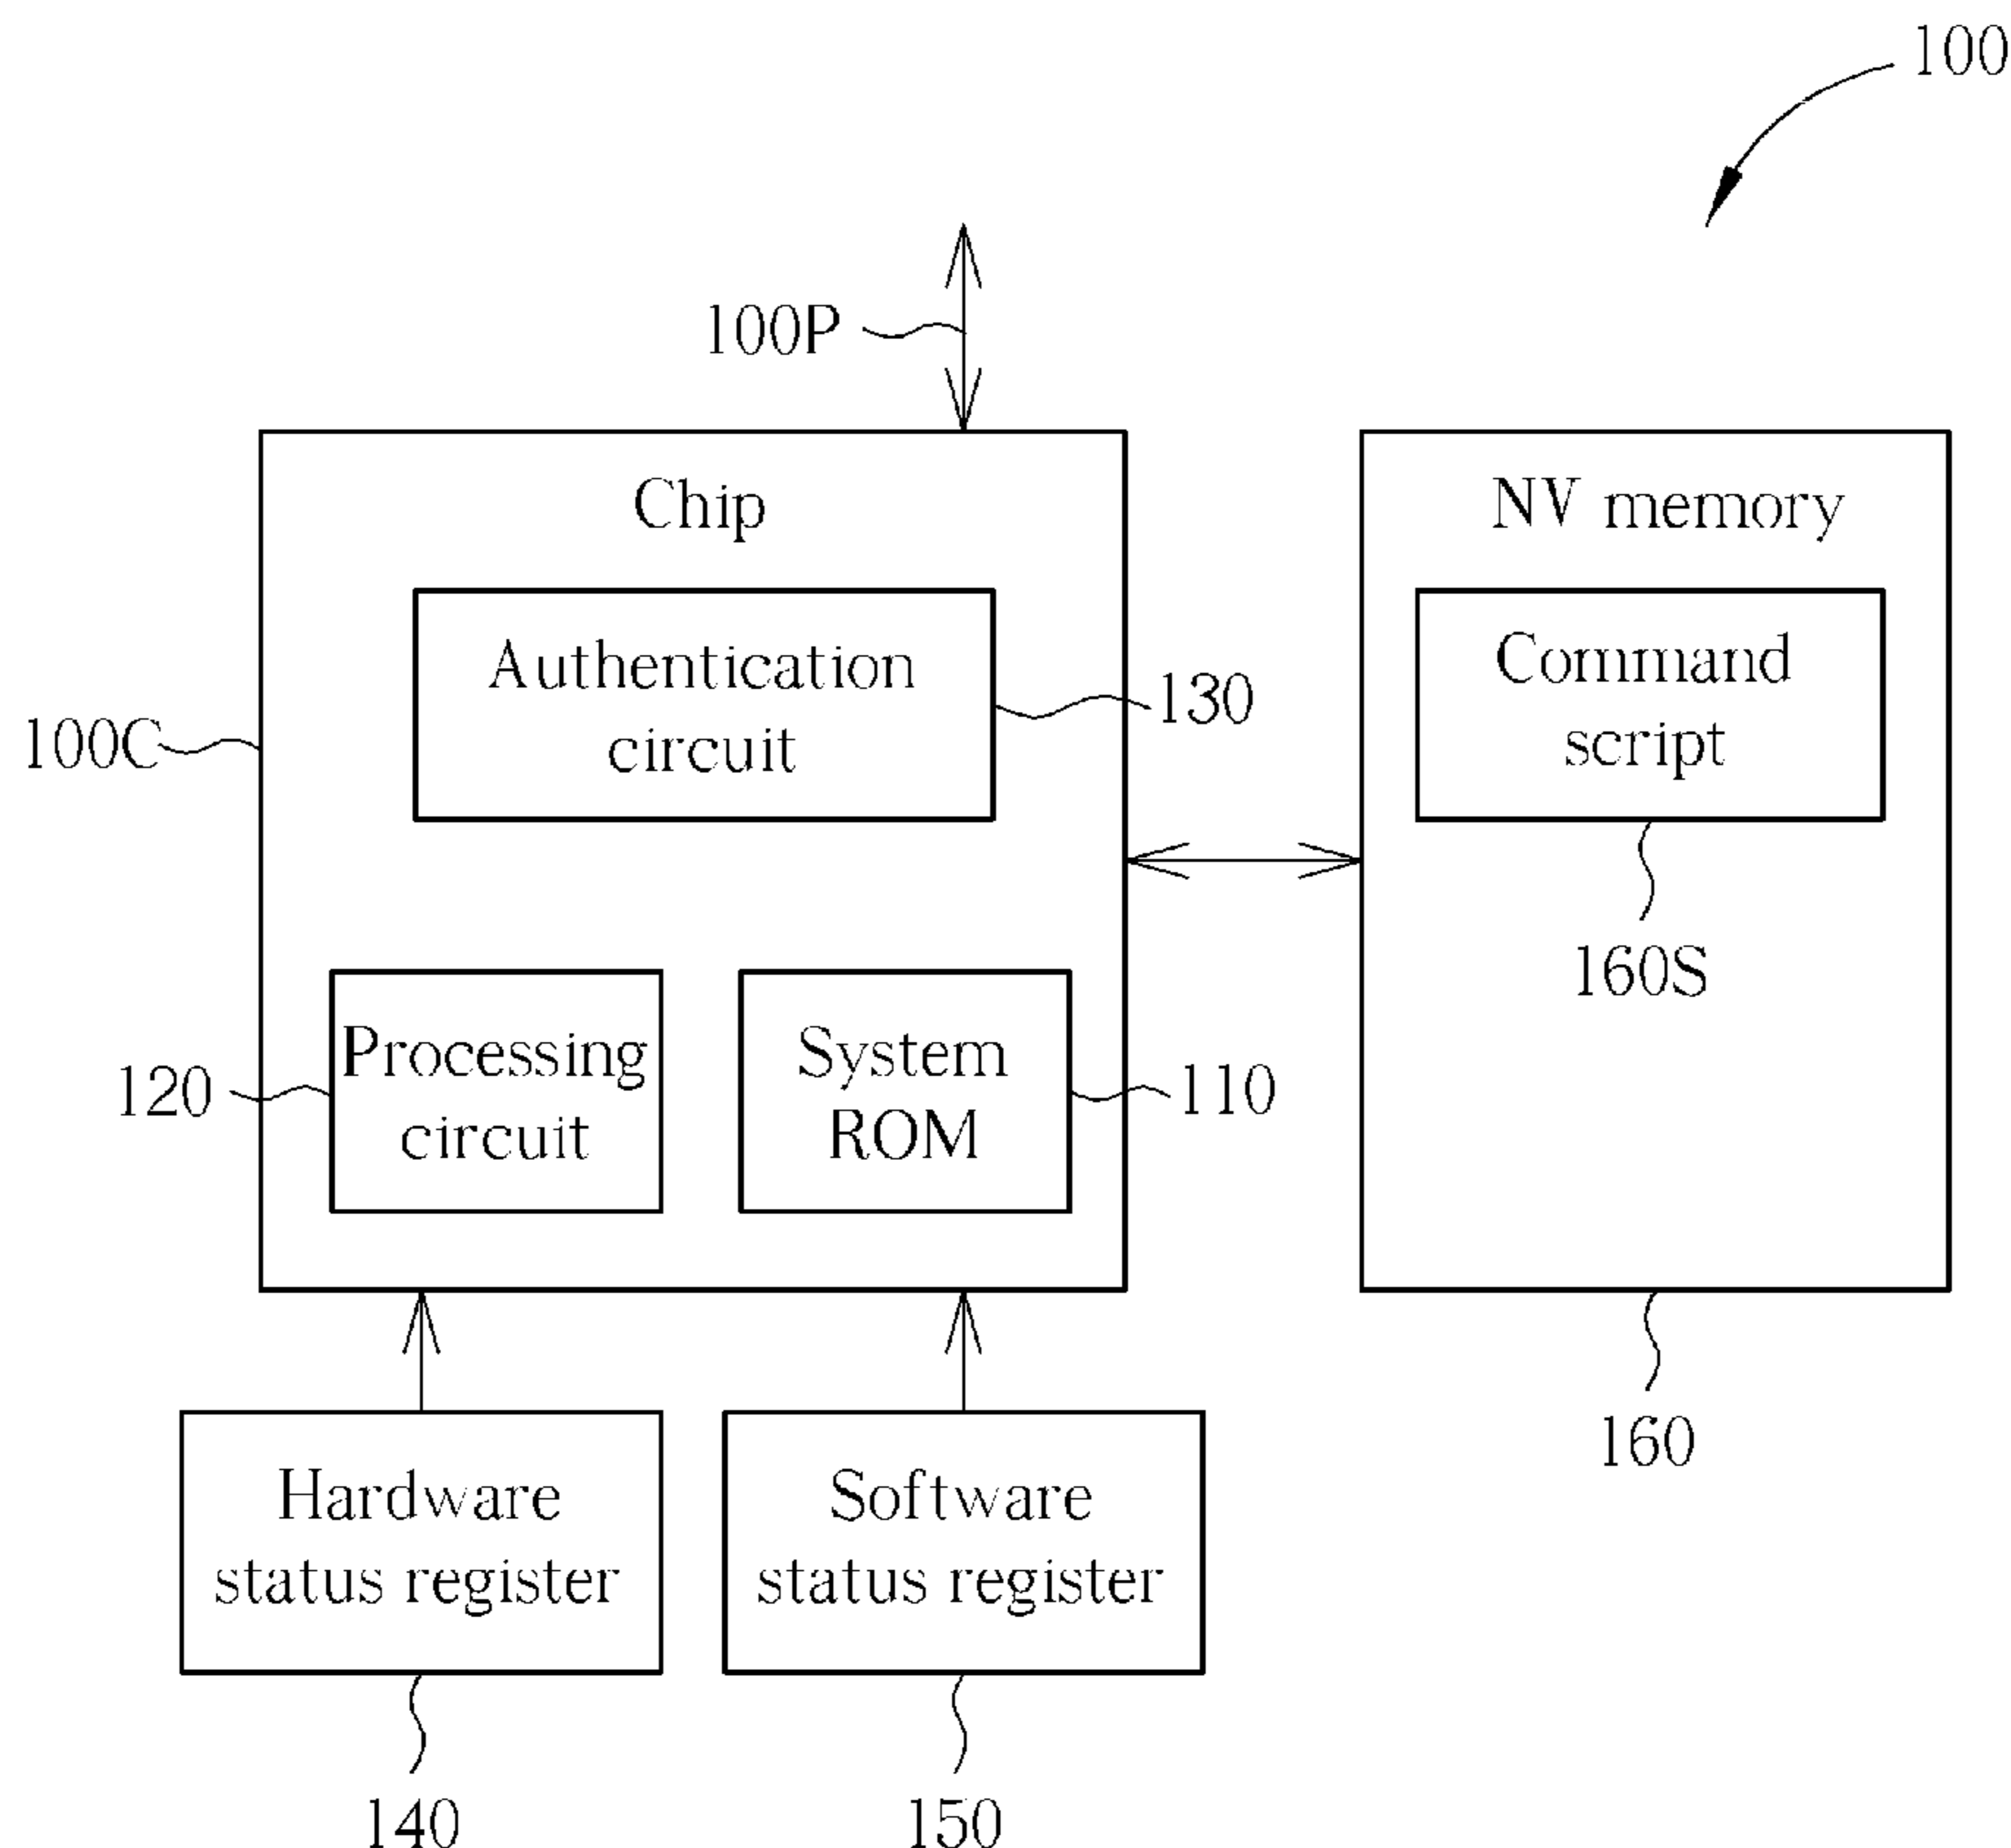 100
100P
Chip
NV memory
Authentication
circuit
Command
script
130
100C
160S
Processing
circuit
System
ROM
120
110
160
Hardware
status register
Software
status register
140
150